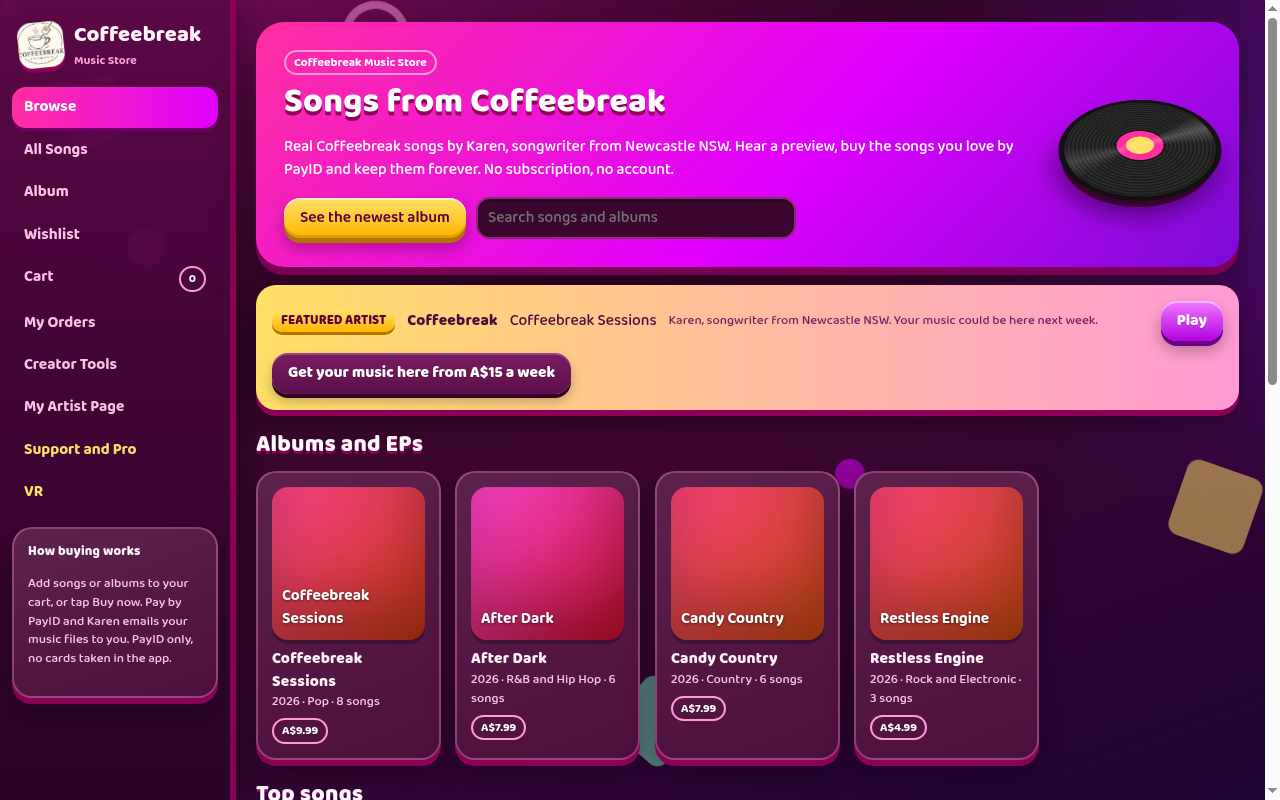 COFFEEBREAK
Coffeebreak
Music Store
Browse
All Songs
Album
Wishlist
Cart
0
My Orders
Creator Tools
My Artist Page
Support and Pro
VR
How buying works
Add songs or albums to your
cart, or tap Buy now. Pay by
PayID and Karen emails your
music files to you. PayID only,
no cards taken in the app.
Coffeebreak Music Store
Songs from Coffeebreak
Real Coffeebreak songs by Karen, songwriter from Newcastle NSW. Hear a preview, buy the songs you love by
PayID and keep them forever. No subscription, no account.
See the newest album
Search songs and albums
FEATURED ARTIST Coffeebreak Coffeebreak Sessions Karen, songwriter from Newcastle NSW. Your music could be here next week.
Play
Get your music here from A$15 a week
Albums and EPs
Coffeebreak
Sessions
Coffeebreak
Sessions
2026 · Pop · 8 songs
A$9.99
After Dark
After Dark
2026 · R&B and Hip Hop · 6
songs
A$7.99
Candy Country
Candy Country
2026 · Country · 6 songs
A$7.99
Restless Engine
Restless Engine
2026 · Rock and Electronic ·
3 songs
A$4.99
Top songs